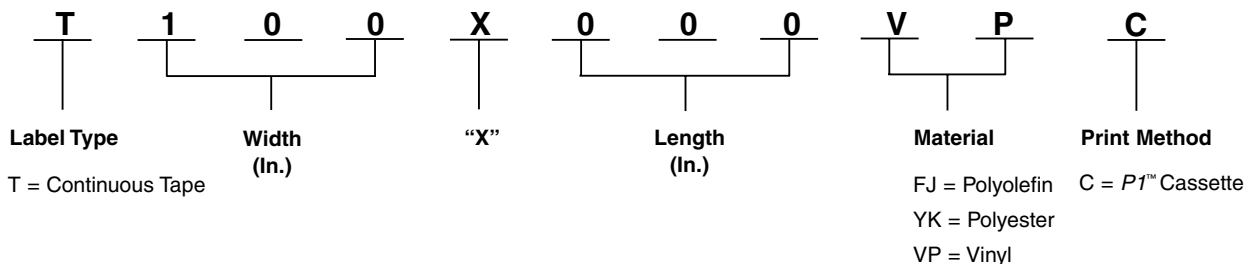 T 1 0 0 X 0 0 0 V P C
Label Type Width “X” Length Material Print Method
(In.) (In.)
T = Continuous Tape FJ = Polyolefin C = P1™ Cassette
YK = Polyester
VP = Vinyl